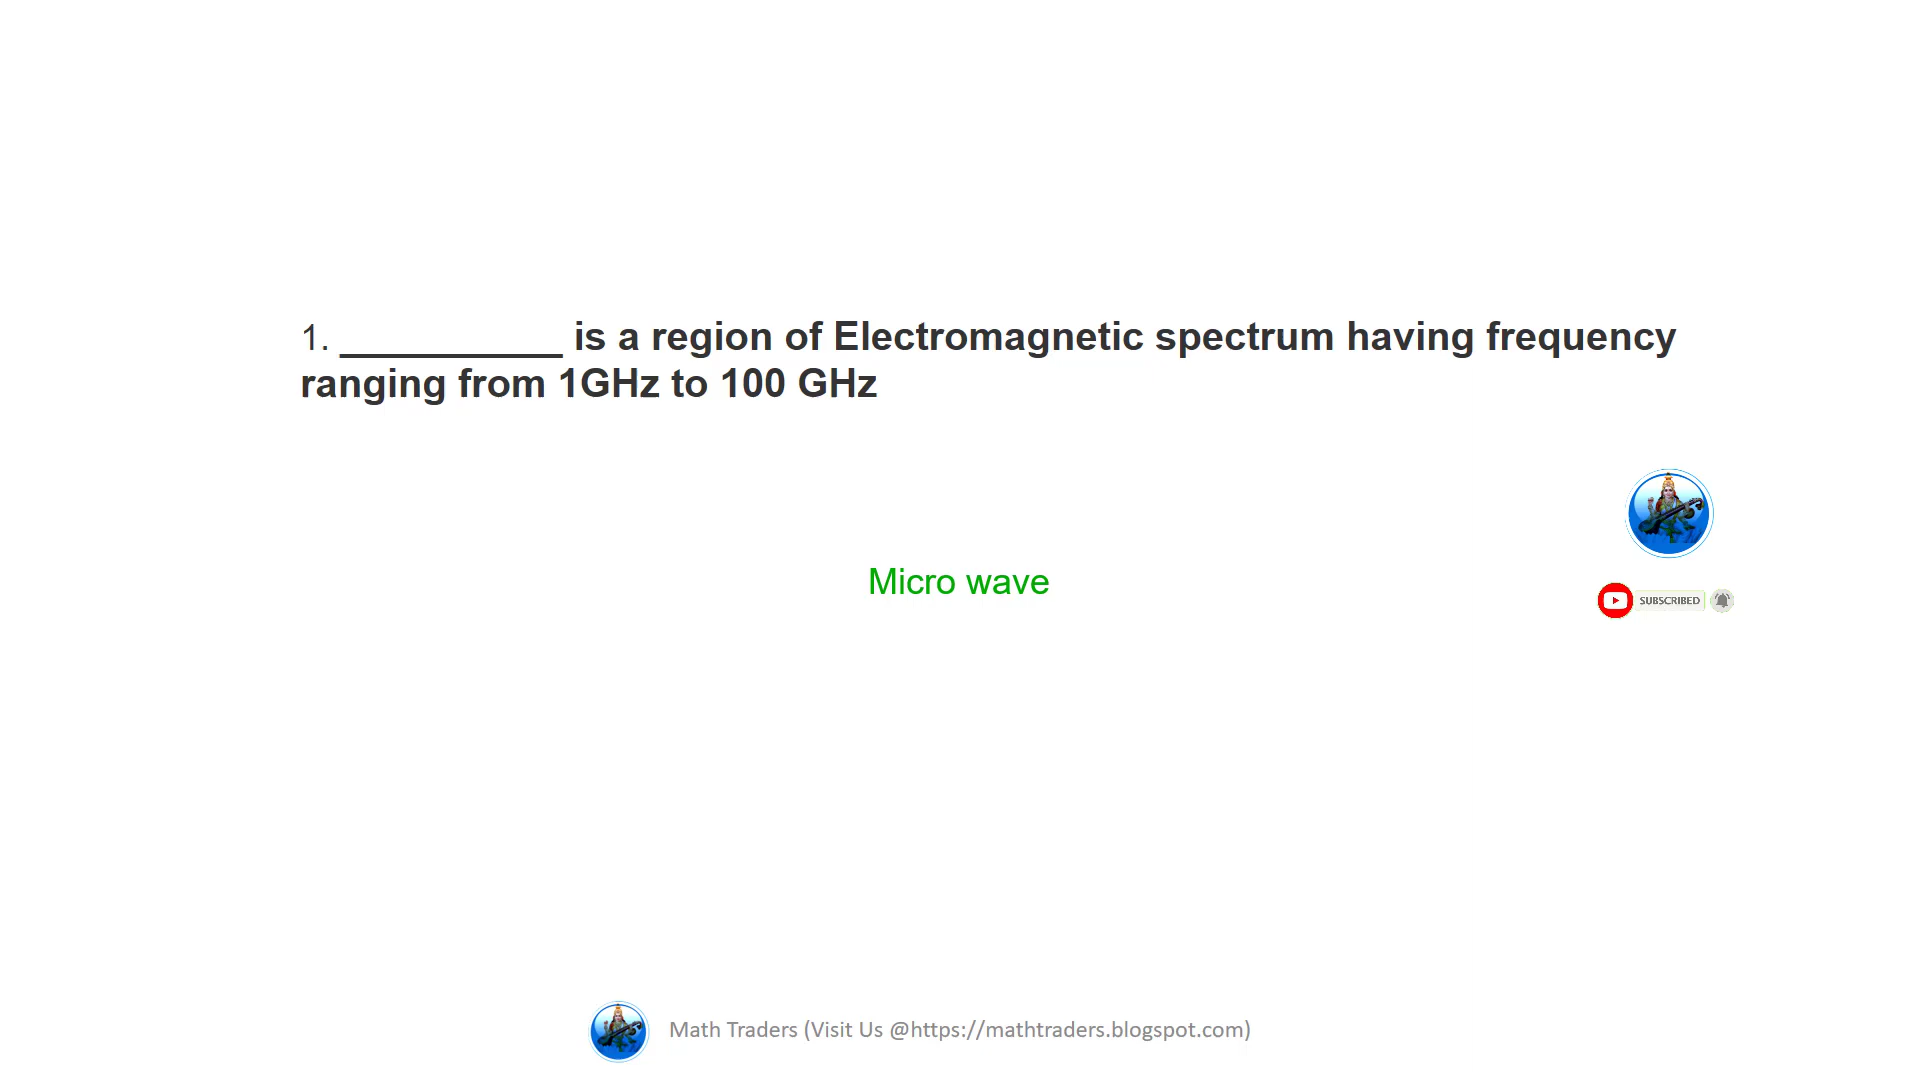 1. __________ is a region of Electromagnetic spectrum having frequency
ranging from 1GHz to 100 GHz
Micro wave
SUBSCRIBED
Math Traders (Visit Us @https://mathtraders.blogspot.com)